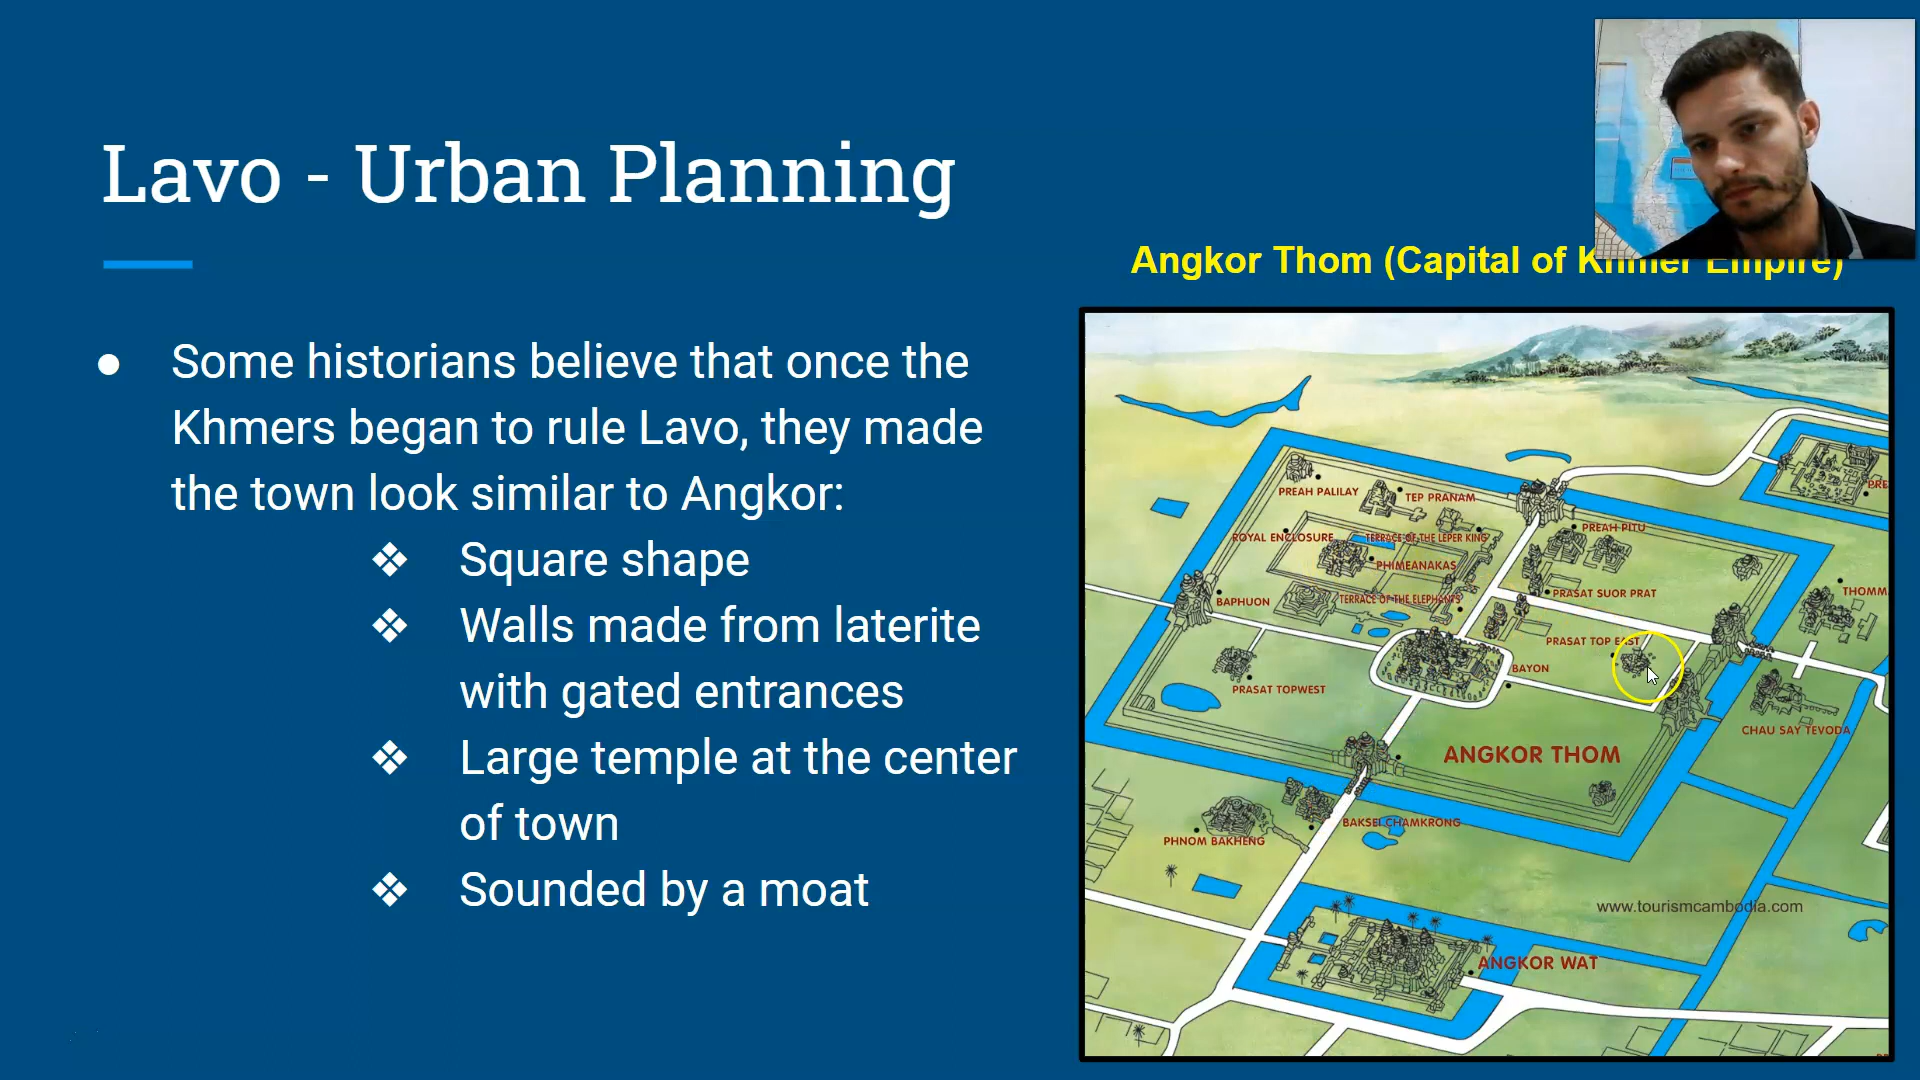 Lavo - Urban Planning
Angkor Thom (Capital of Khmer Empire)
● Some historians believe that once the
Khmers began to rule Lavo, they made
the town look similar to Angkor:
❖ Square shape
❖ Walls made from laterite
with gated entrances
❖ Large temple at the center
of town
❖ Sounded by a moat
PREAH PALILAY
TEP PRANAM
PRE
PREAH PITU
ROYAL ENCLOSURE
TERRACE OF THE LEPER KING
PHIMEANAKAS
PRASAT SUOR PRAT
THOMM
BAPHUON
TERRACE OF THE ELEPHANTS
PRASAT TOP EAST
BAYON
PRASAT TOPWEST
CHAU SAY TEVODA
ANGKOR THOM
BAKSEI CHAMKRONG
PHNOM BAKHENG
www.tourismcambodia.com
ANGKOR WAT